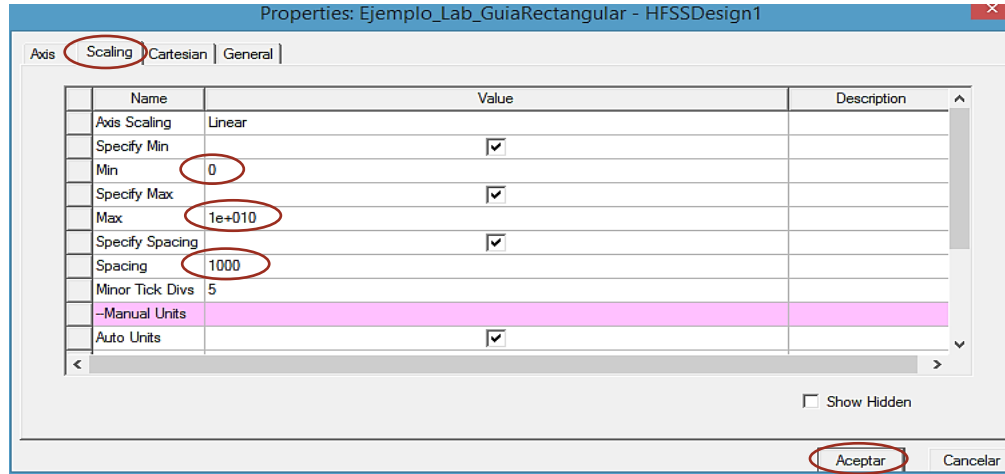 Properties: Ejemplo_Lab_GuiaRectangular - HFSSDesign1
Axis Scaling Cartesian General
Name Value Description
Axis Scaling Linear
Specify Min
Min 0
Specify Max
Max 1e+010
Specify Spacing
Spacing 1000
Minor Tick Divs 5
--Manual Units
Auto Units
Show Hidden
Aceptar Cancelar